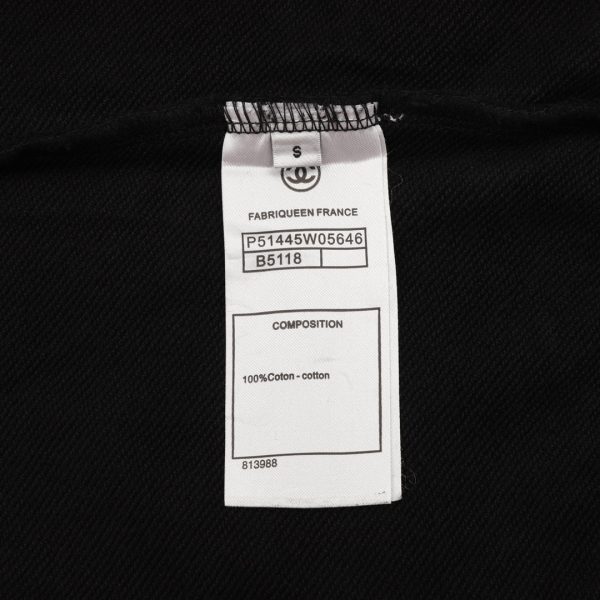 S
FABRIQUEEN FRANCE
P51445W05646
B5118
COMPOSITION
100%Coton - cotton
813988